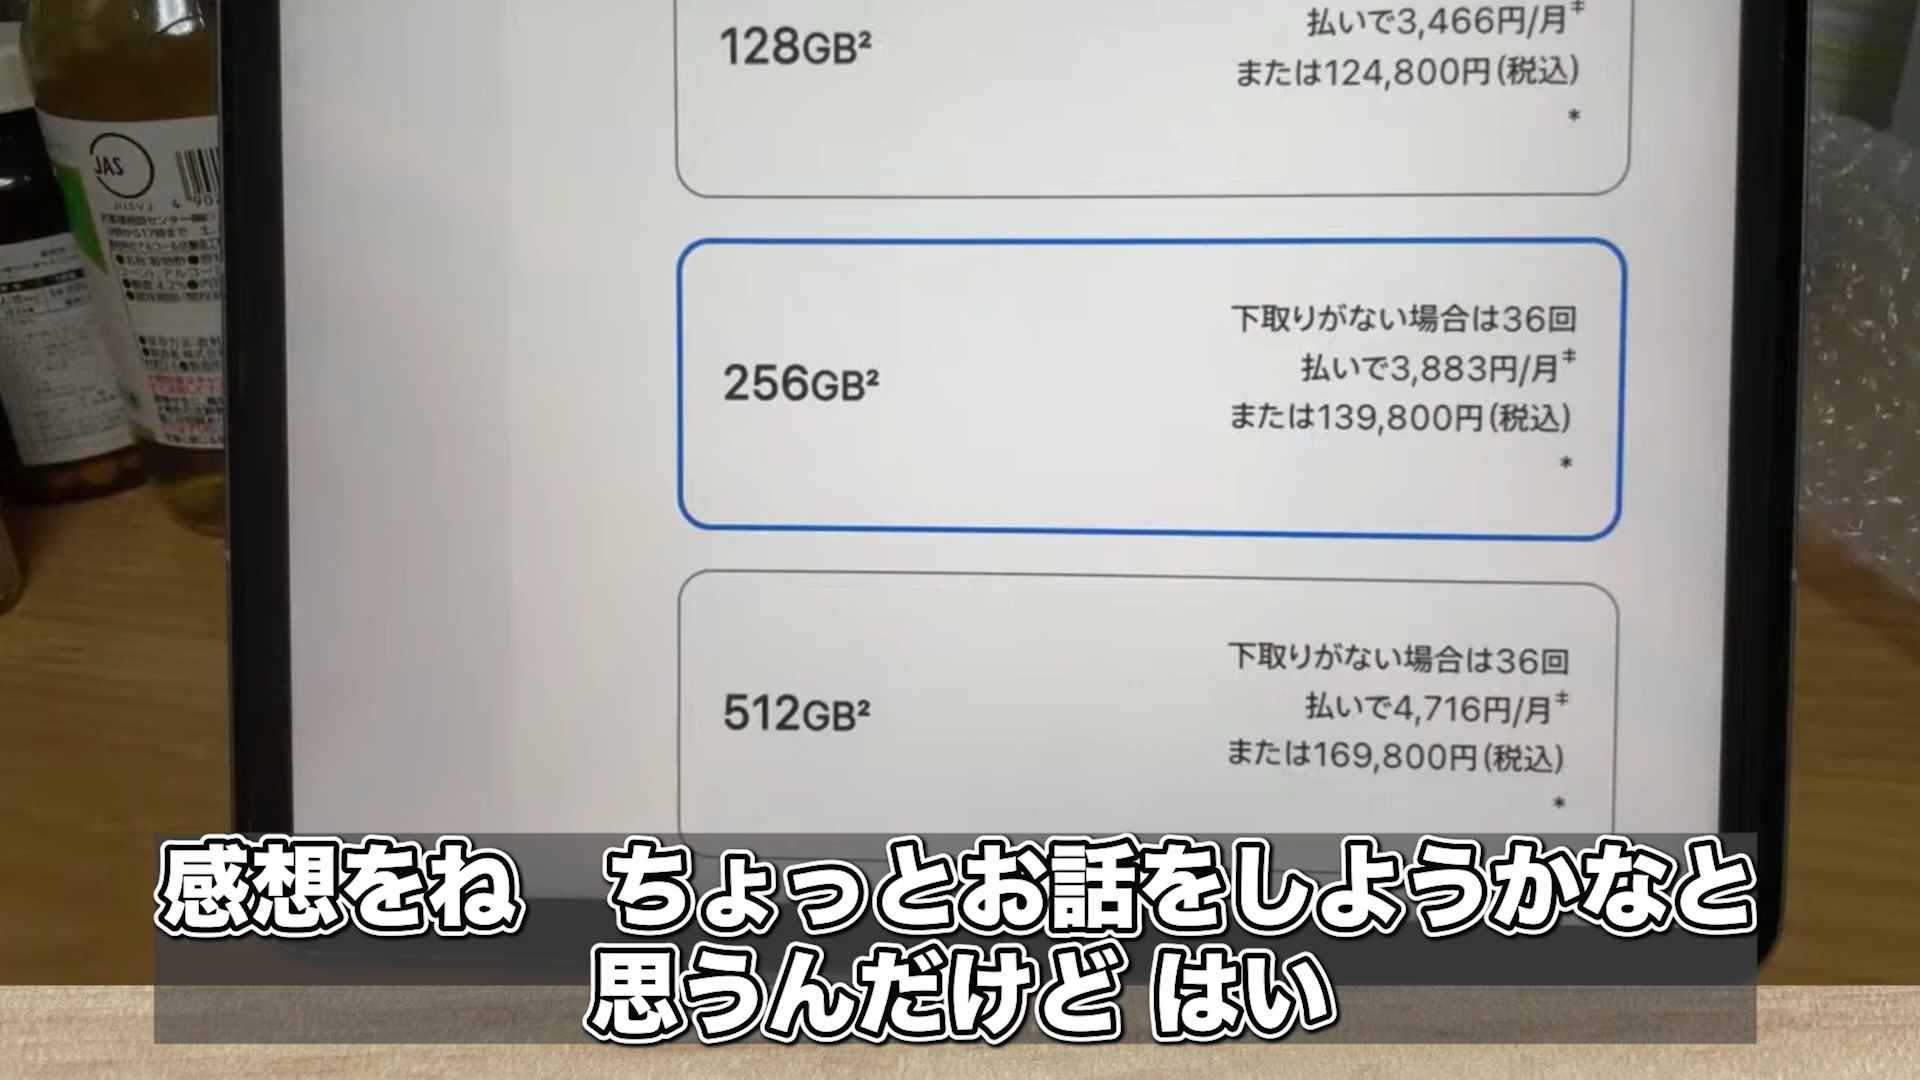 128GB²
払いで3,466円/月‡
または124,800円(税込)
*
256GB²
下取りがない場合は36回
払いで3,883円/月‡
または139,800円(税込)
*
512GB²
下取りがない場合は36回
払いで4,716円/月‡
または169,800円(税込)
*
JAS
感想をね ちょっとお話をしようかなと
思うんだけど はい